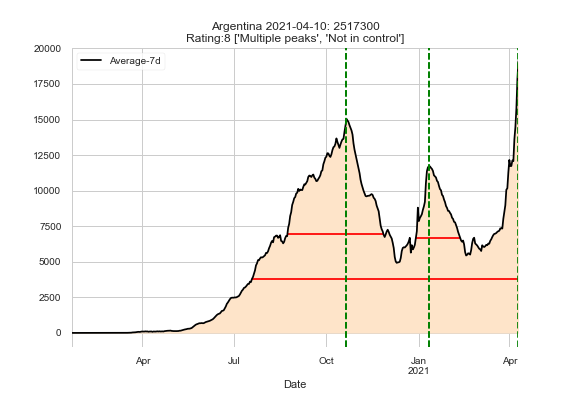 Argentina 2021-04-10: 2517300
Rating:8 ['Multiple peaks', 'Not in control']
Average-7d
20000
17500
15000
12500
10000
7500
5000
2500
0
Apr
Jul
Oct
Jan
2021
Apr
Date